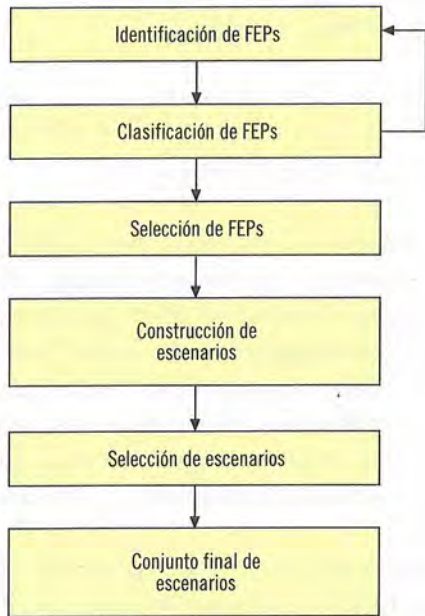 Identificación de FEPs
Clasificación de FEPs
Selección de FEPs
Construcción de
escenarios
Selección de escenarios
Conjunto final de
escenarios